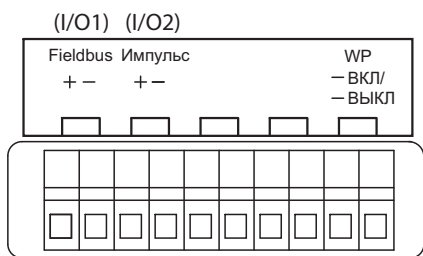 (I/O1) (I/O2)
Fieldbus Импульс WP
+ − + − − ВКЛ/
− ВЫКЛ